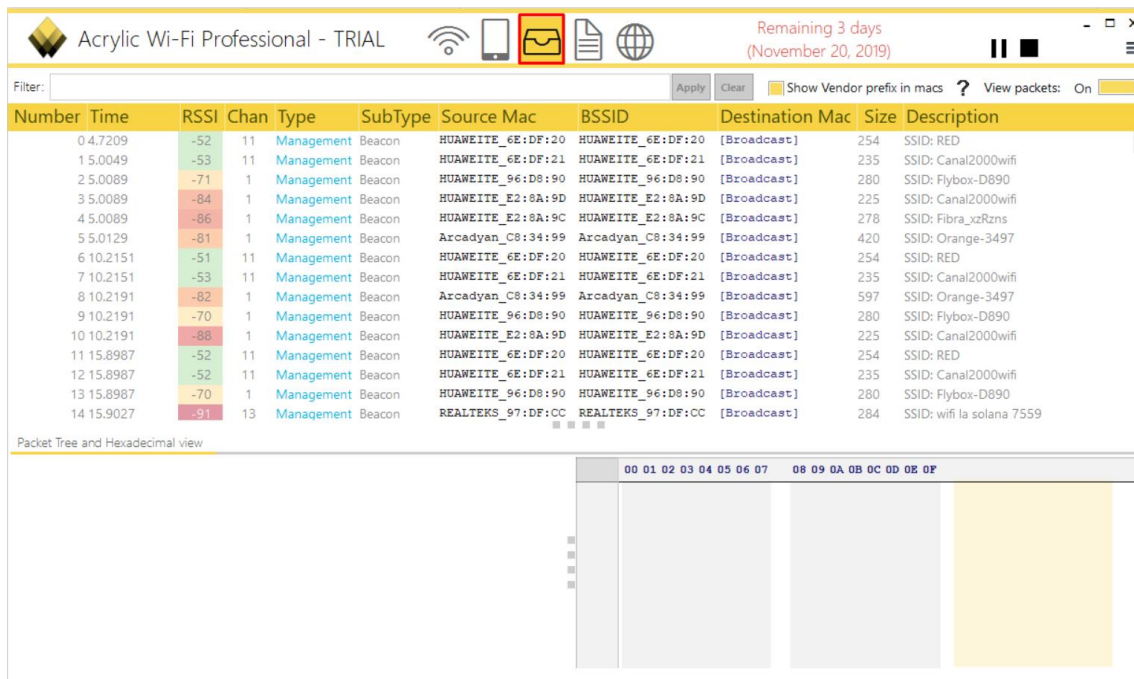 Acrylic Wi-Fi Professional - TRIAL
Remaining 3 days
(November 20, 2019)
Filter: Apply Clear Show Vendor prefix in macs ? View packets: On
Number Time RSSI Chan Type SubType Source Mac BSSID Destination Mac Size Description
0 4.7209 -52 11 Management Beacon HUAWEITE_6E:DF:20 HUAWEITE_6E:DF:20 [Broadcast] 254 SSID: RED
1 5.0049 -53 11 Management Beacon HUAWEITE_6E:DF:21 HUAWEITE_6E:DF:21 [Broadcast] 235 SSID: Canal2000wifi
2 5.0089 -71 1 Management Beacon HUAWEITE_96:D8:90 HUAWEITE_96:D8:90 [Broadcast] 280 SSID: Flybox-D890
3 5.0089 -84 1 Management Beacon HUAWEITE_E2:8A:9D HUAWEITE_E2:8A:9D [Broadcast] 225 SSID: Canal2000wifi
4 5.0089 -86 1 Management Beacon HUAWEITE_E2:8A:9C HUAWEITE_E2:8A:9C [Broadcast] 278 SSID: Fibra_xzRzns
5 5.0129 -81 1 Management Beacon Arcadyan_C8:34:99 Arcadyan_C8:34:99 [Broadcast] 420 SSID: Orange-3497
6 10.2151 -51 11 Management Beacon HUAWEITE_6E:DF:20 HUAWEITE_6E:DF:20 [Broadcast] 254 SSID: RED
7 10.2151 -53 11 Management Beacon HUAWEITE_6E:DF:21 HUAWEITE_6E:DF:21 [Broadcast] 235 SSID: Canal2000wifi
8 10.2191 -82 1 Management Beacon Arcadyan_C8:34:99 Arcadyan_C8:34:99 [Broadcast] 597 SSID: Orange-3497
9 10.2191 -70 1 Management Beacon HUAWEITE_96:D8:90 HUAWEITE_96:D8:90 [Broadcast] 280 SSID: Flybox-D890
10 10.2191 -88 1 Management Beacon HUAWEITE_E2:8A:9D HUAWEITE_E2:8A:9D [Broadcast] 225 SSID: Canal2000wifi
11 15.8987 -52 11 Management Beacon HUAWEITE_6E:DF:20 HUAWEITE_6E:DF:20 [Broadcast] 254 SSID: RED
12 15.8987 -52 11 Management Beacon HUAWEITE_6E:DF:21 HUAWEITE_6E:DF:21 [Broadcast] 235 SSID: Canal2000wifi
13 15.8987 -70 1 Management Beacon HUAWEITE_96:D8:90 HUAWEITE_96:D8:90 [Broadcast] 280 SSID: Flybox-D890
14 15.9027 -91 13 Management Beacon REALTEKS_97:DF:CC REALTEKS_97:DF:CC [Broadcast] 284 SSID: wifi la solana 7559
Packet Tree and Hexadecimal view
00 01 02 03 04 05 06 07 08 09 0A 0B 0C 0D 0E 0F